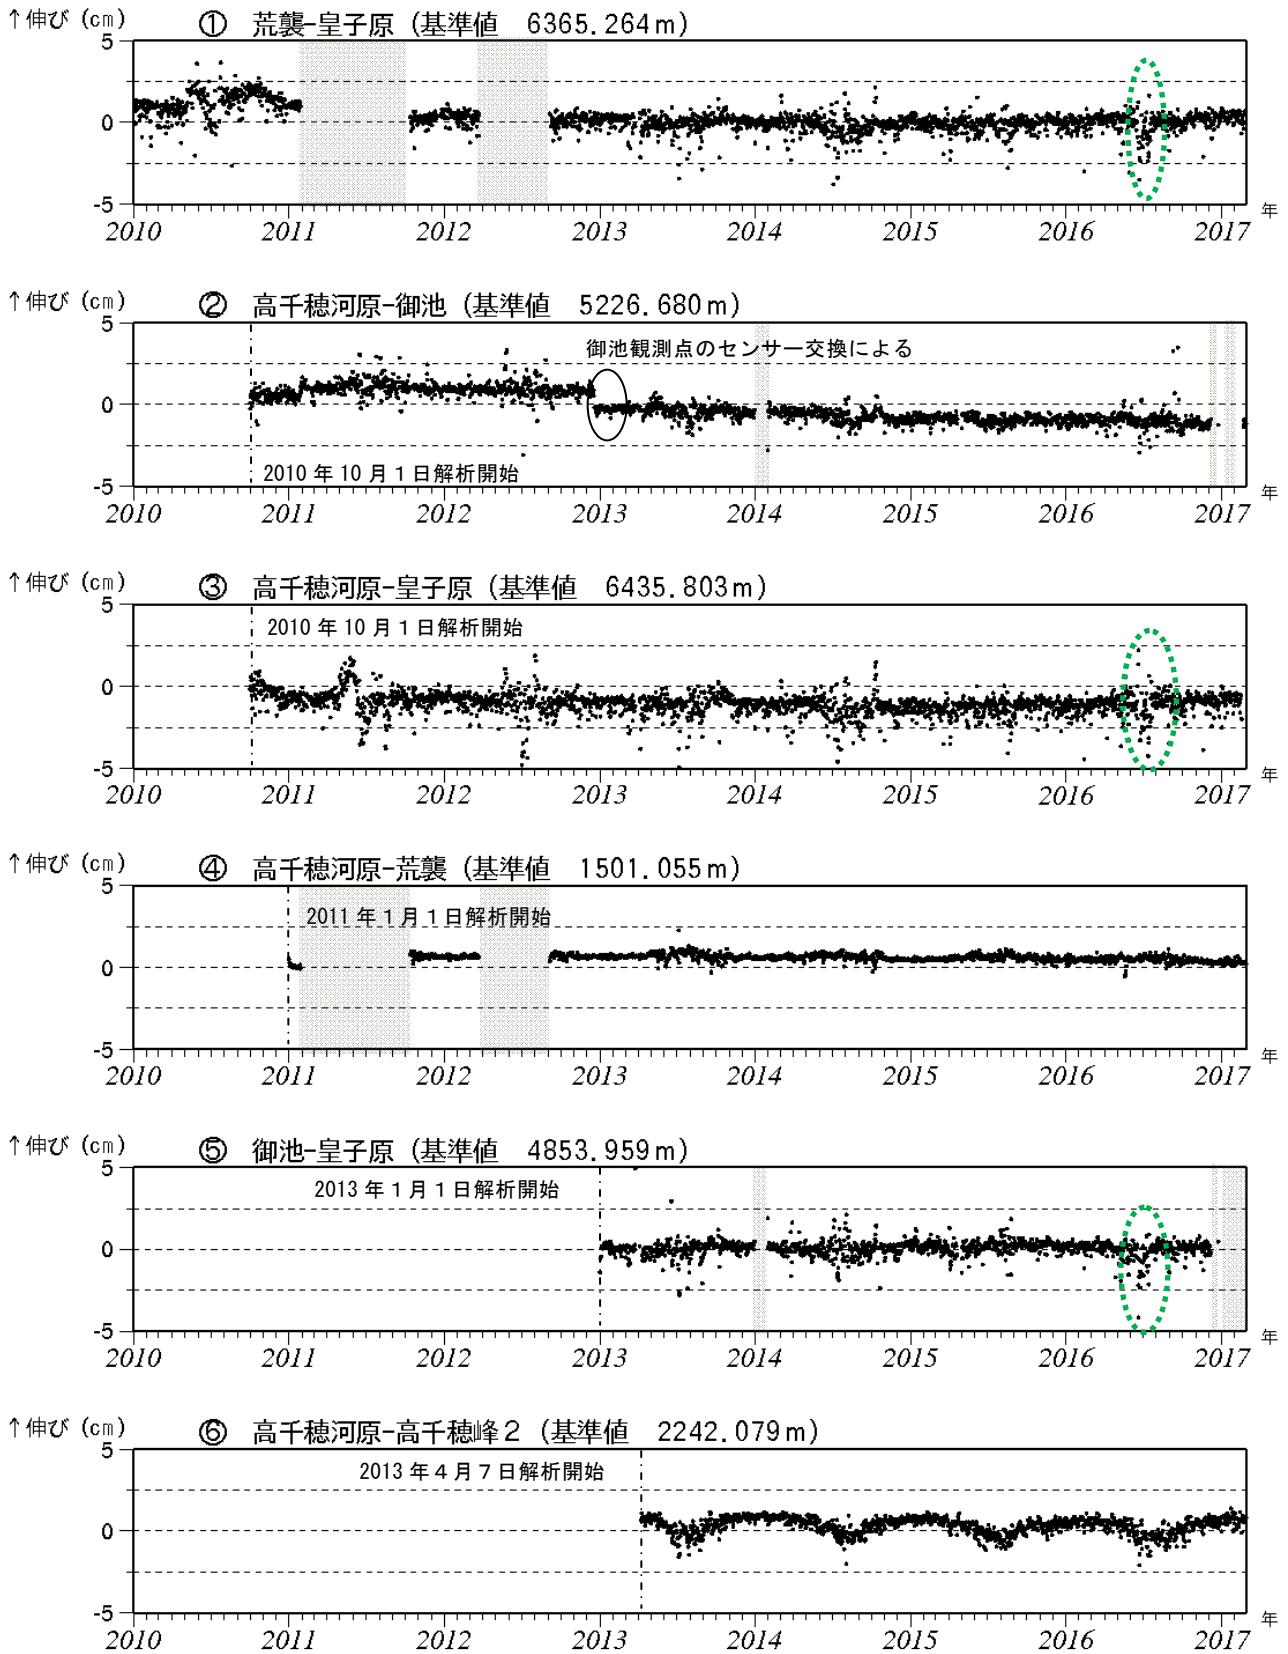 ↑伸び (cm) ① 荒襲-皇子原 (基準値 6365.264m)
5
0
-5
2010 2011 2012 2013 2014 2015 2016 2017 年
↑伸び (cm) ② 高千穂河原-御池 (基準値 5226.680m)
5
御池観測点のセンサー交換による
0
2010 年 10 月 1 日解析開始
-5
2010 2011 2012 2013 2014 2015 2016 2017 年
↑伸び (cm) ③ 高千穂河原-皇子原 (基準値 6435.803m)
5
2010 年 10 月 1 日解析開始
0
-5
2010 2011 2012 2013 2014 2015 2016 2017 年
↑伸び (cm) ④ 高千穂河原-荒襲 (基準値 1501.055m)
5
2011 年 1 月 1 日解析開始
0
-5
2010 2011 2012 2013 2014 2015 2016 2017 年
↑伸び (cm) ⑤ 御池-皇子原 (基準値 4853.959m)
5
2013 年 1 月 1 日解析開始
0
-5
2010 2011 2012 2013 2014 2015 2016 2017 年
↑伸び (cm) ⑥ 高千穂河原-高千穂峰2 (基準値 2242.079m)
5
2013 年 4 月 7 日解析開始
0
-5
2010 2011 2012 2013 2014 2015 2016 2017 年